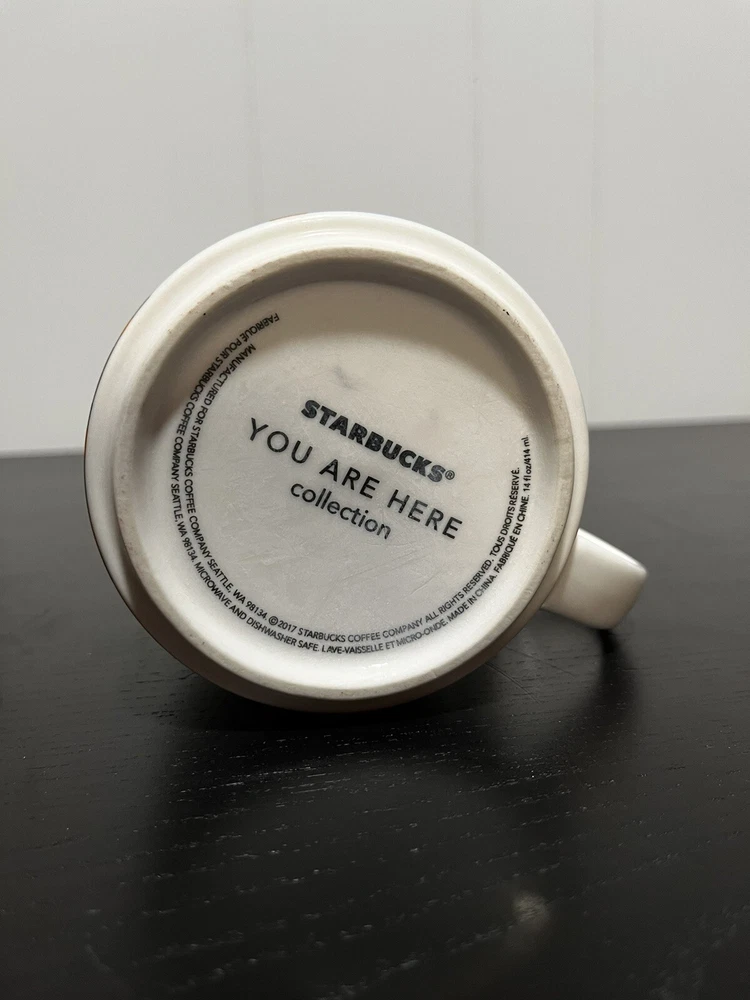 STARBUCKS®
YOU ARE HERE
collection
MANUFACTURED FOR STARBUCKS COFFEE COMPANY SEATTLE, WA 98134 ©2017 STARBUCKS COFFEE COMPANY ALL RIGHTS RESERVED. TOUS DROITS RÉSERVÉ.
FABRIQUÉ POUR STARBUCKS COFFEE COMPANY SEATTLE, WA 98134. MICROWAVE AND DISHWASHER SAFE. LAVE-VAISSELLE ET MICRO-ONDE. MADE IN CHINA. FABRIQUÉ EN CHINE. 14 fl oz/414 ml